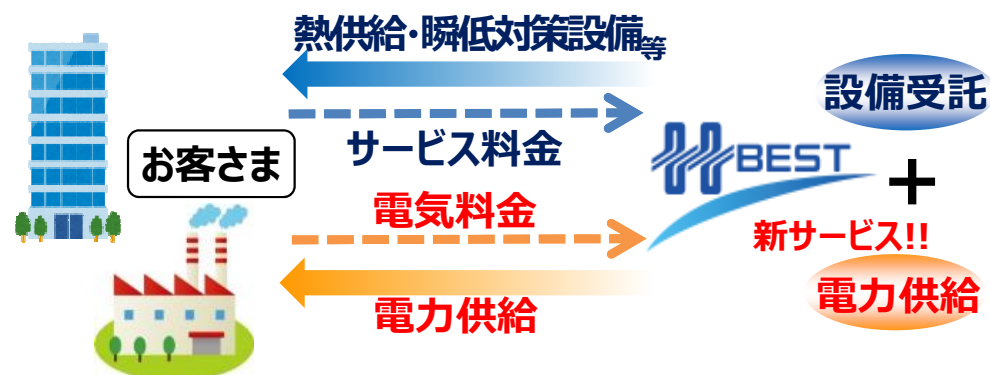 熱供給・瞬低対策設備等
設備受託
サービス料金
お客さま
BEST
+
電気料金
新サービス!!
電力供給
電力供給